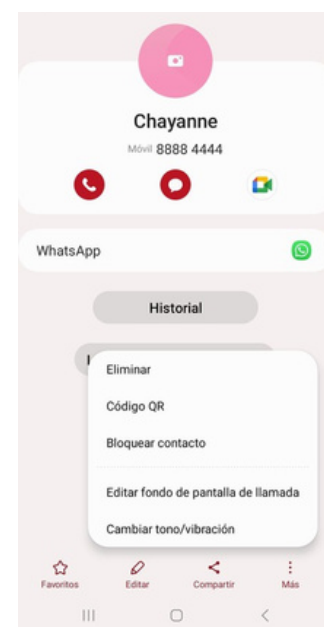 Chayanne
Móvil 8888 4444
WhatsApp
Historial
Eliminar
Código QR
Bloquear contacto
Editar fondo de pantalla de llamada
Cambiar tono/vibración
Favoritos Editar Compartir Más